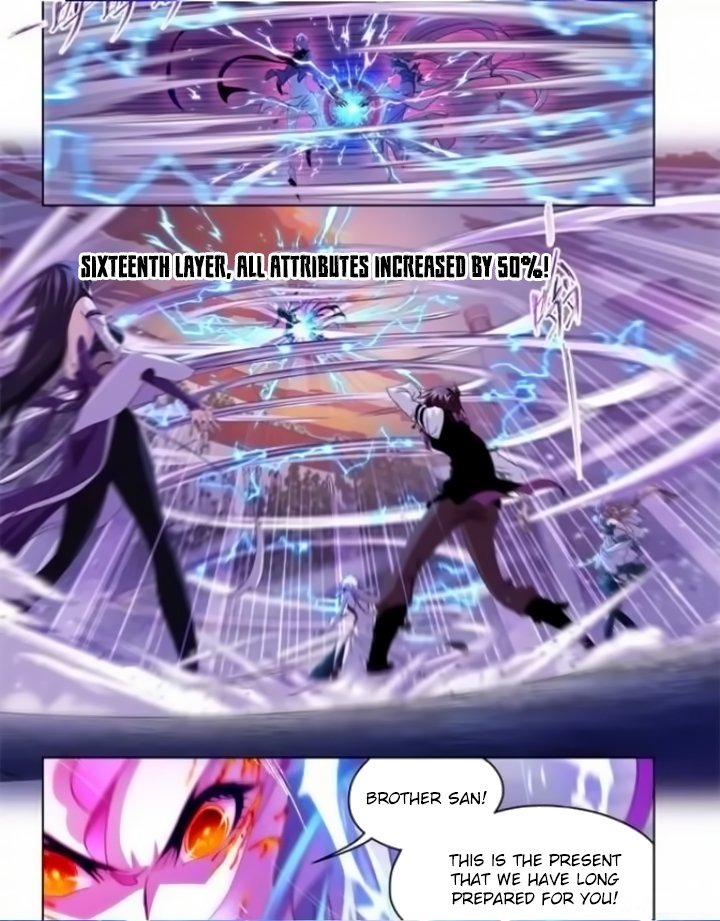 SIXTEENTH LAYER, ALL ATTRIBUTES INCREASED BY 50%!
BROTHER SAN!
THIS IS THE PRESENT
THAT WE HAVE LONG
PREPARED FOR YOU!